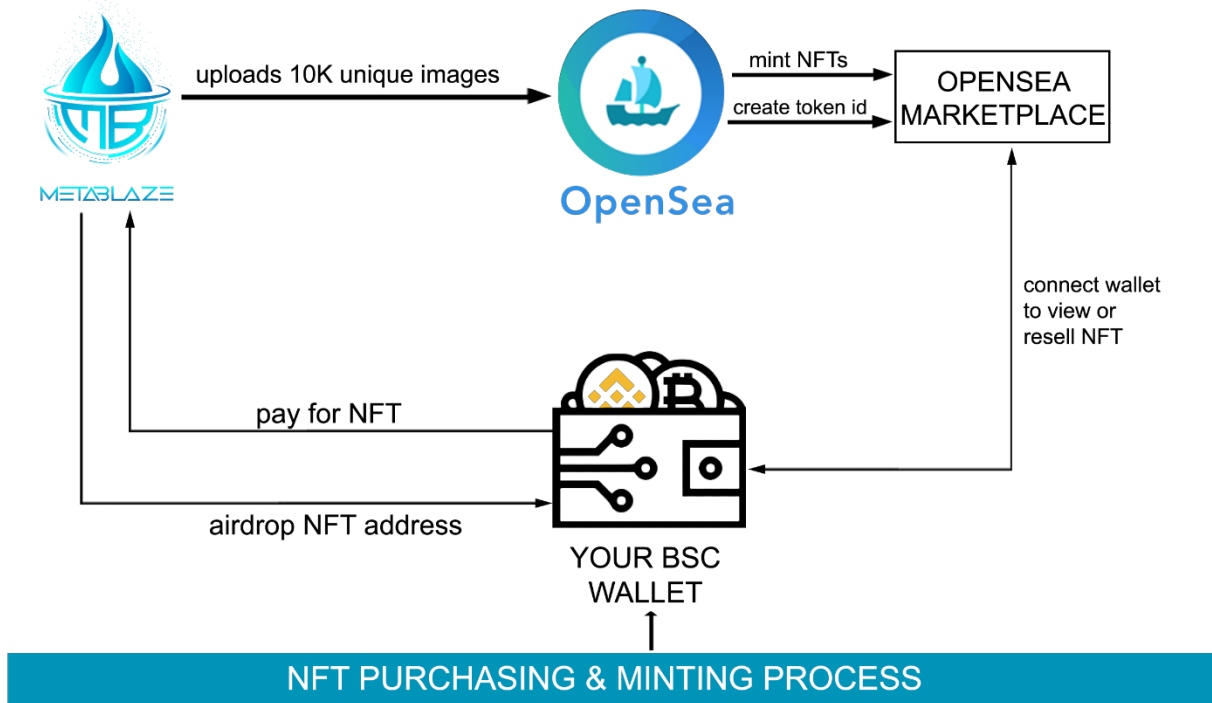 uploads 10K unique images
mint NFTs
create token id
OPENSEA
MARKETPLACE
MB
METABLAZE
OpenSea
connect wallet
to view or
resell NFT
pay for NFT
airdrop NFT address
YOUR BSC
WALLET
NFT PURCHASING & MINTING PROCESS